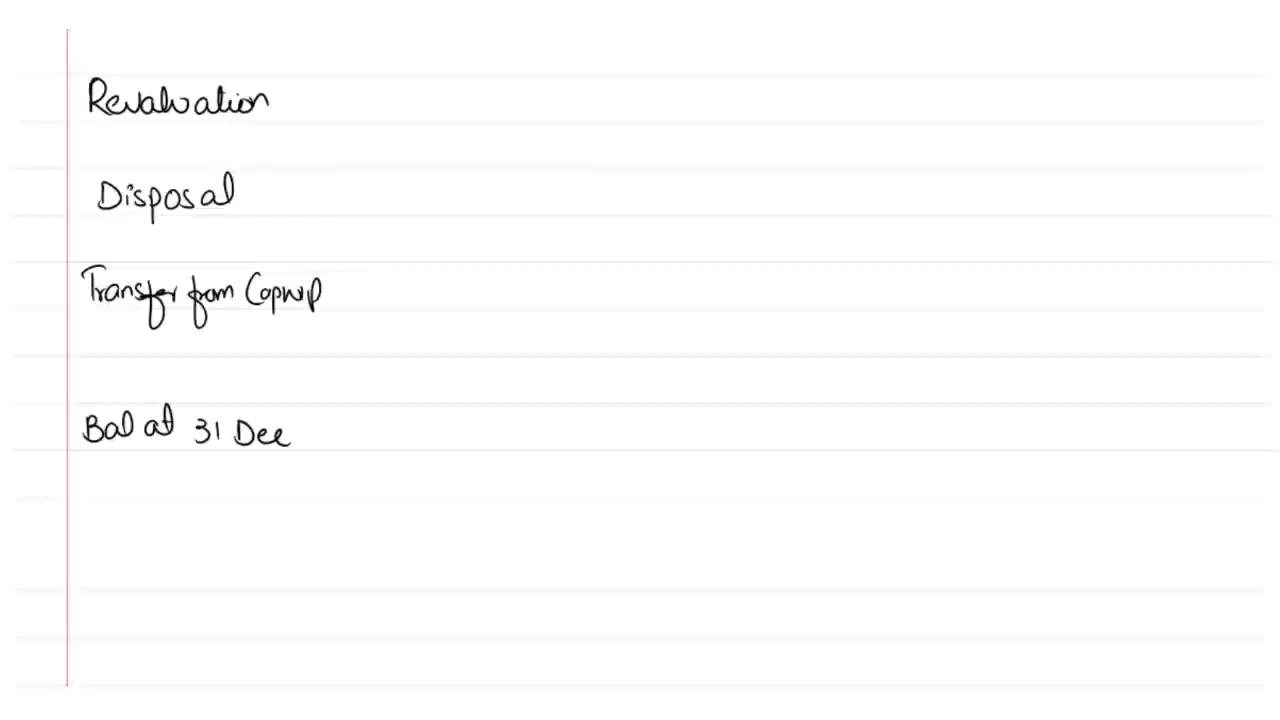 Revaluation
Disposal
Transfer from Capwip
Bal at 31 Dec